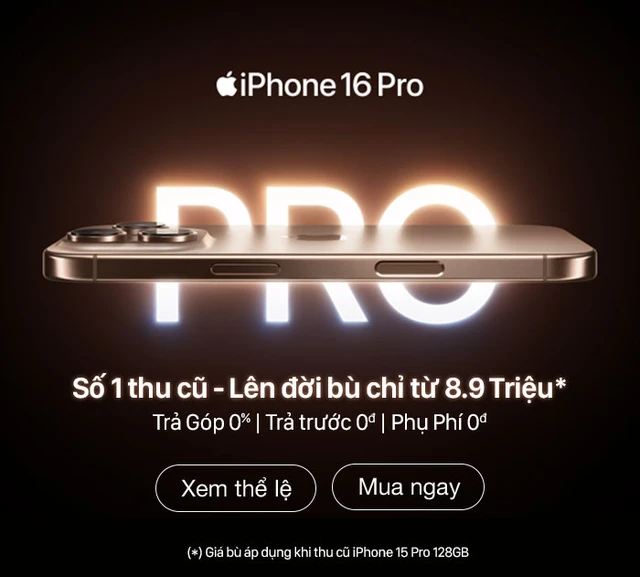 iPhone 16 Pro
PRO
Số 1 thu cũ - Lên đời bù chỉ từ 8.9 Triệu*
Trả Góp 0% | Trả trước 0đ | Phụ Phí 0đ
Xem thể lệ Mua ngay
(*) Giá bù áp dụng khi thu cũ iPhone 15 Pro 128GB